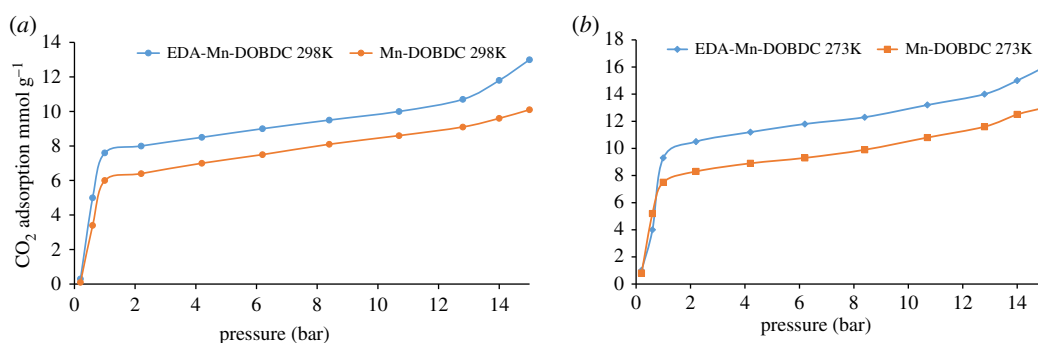 (a)
EDA-Mn-DOBDC 298K Mn-DOBDC 298K
CO₂ adsorption mmol g⁻¹
14
12
10
8
6
4
2
0
0 2 4 6 8 10 12 14
pressure (bar)
(b)
EDA-Mn-DOBDC 273K Mn-DOBDC 273K
18
16
14
12
10
8
6
4
2
0
0 2 4 6 8 10 12 14
pressure (bar)